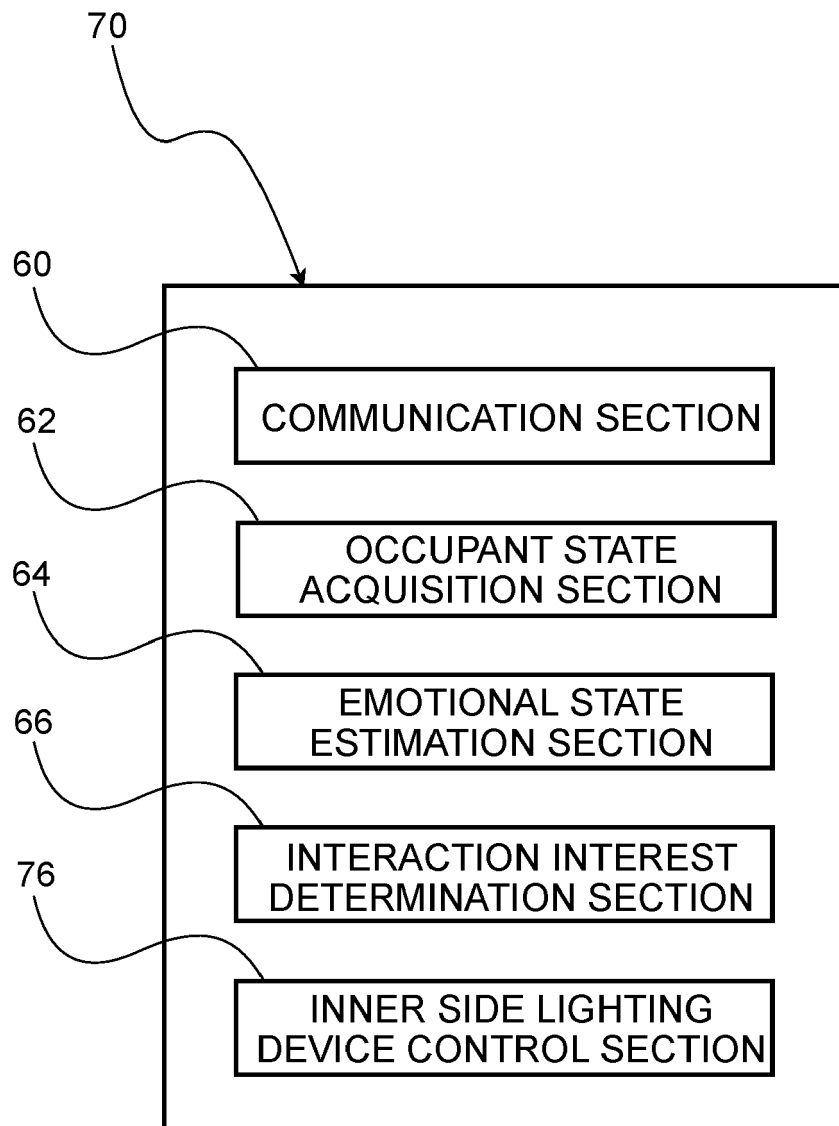 70
60
COMMUNICATION SECTION
62
OCCUPANT STATE
ACQUISITION SECTION
64
EMOTIONAL STATE
ESTIMATION SECTION
66
INTERACTION INTEREST
DETERMINATION SECTION
76
INNER SIDE LIGHTING
DEVICE CONTROL SECTION